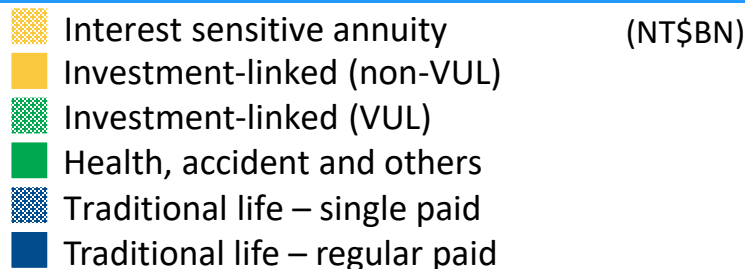 Interest sensitive annuity (NT$BN)
Investment-linked (non-VUL)
Investment-linked (VUL)
Health, accident and others
Traditional life – single paid
Traditional life – regular paid